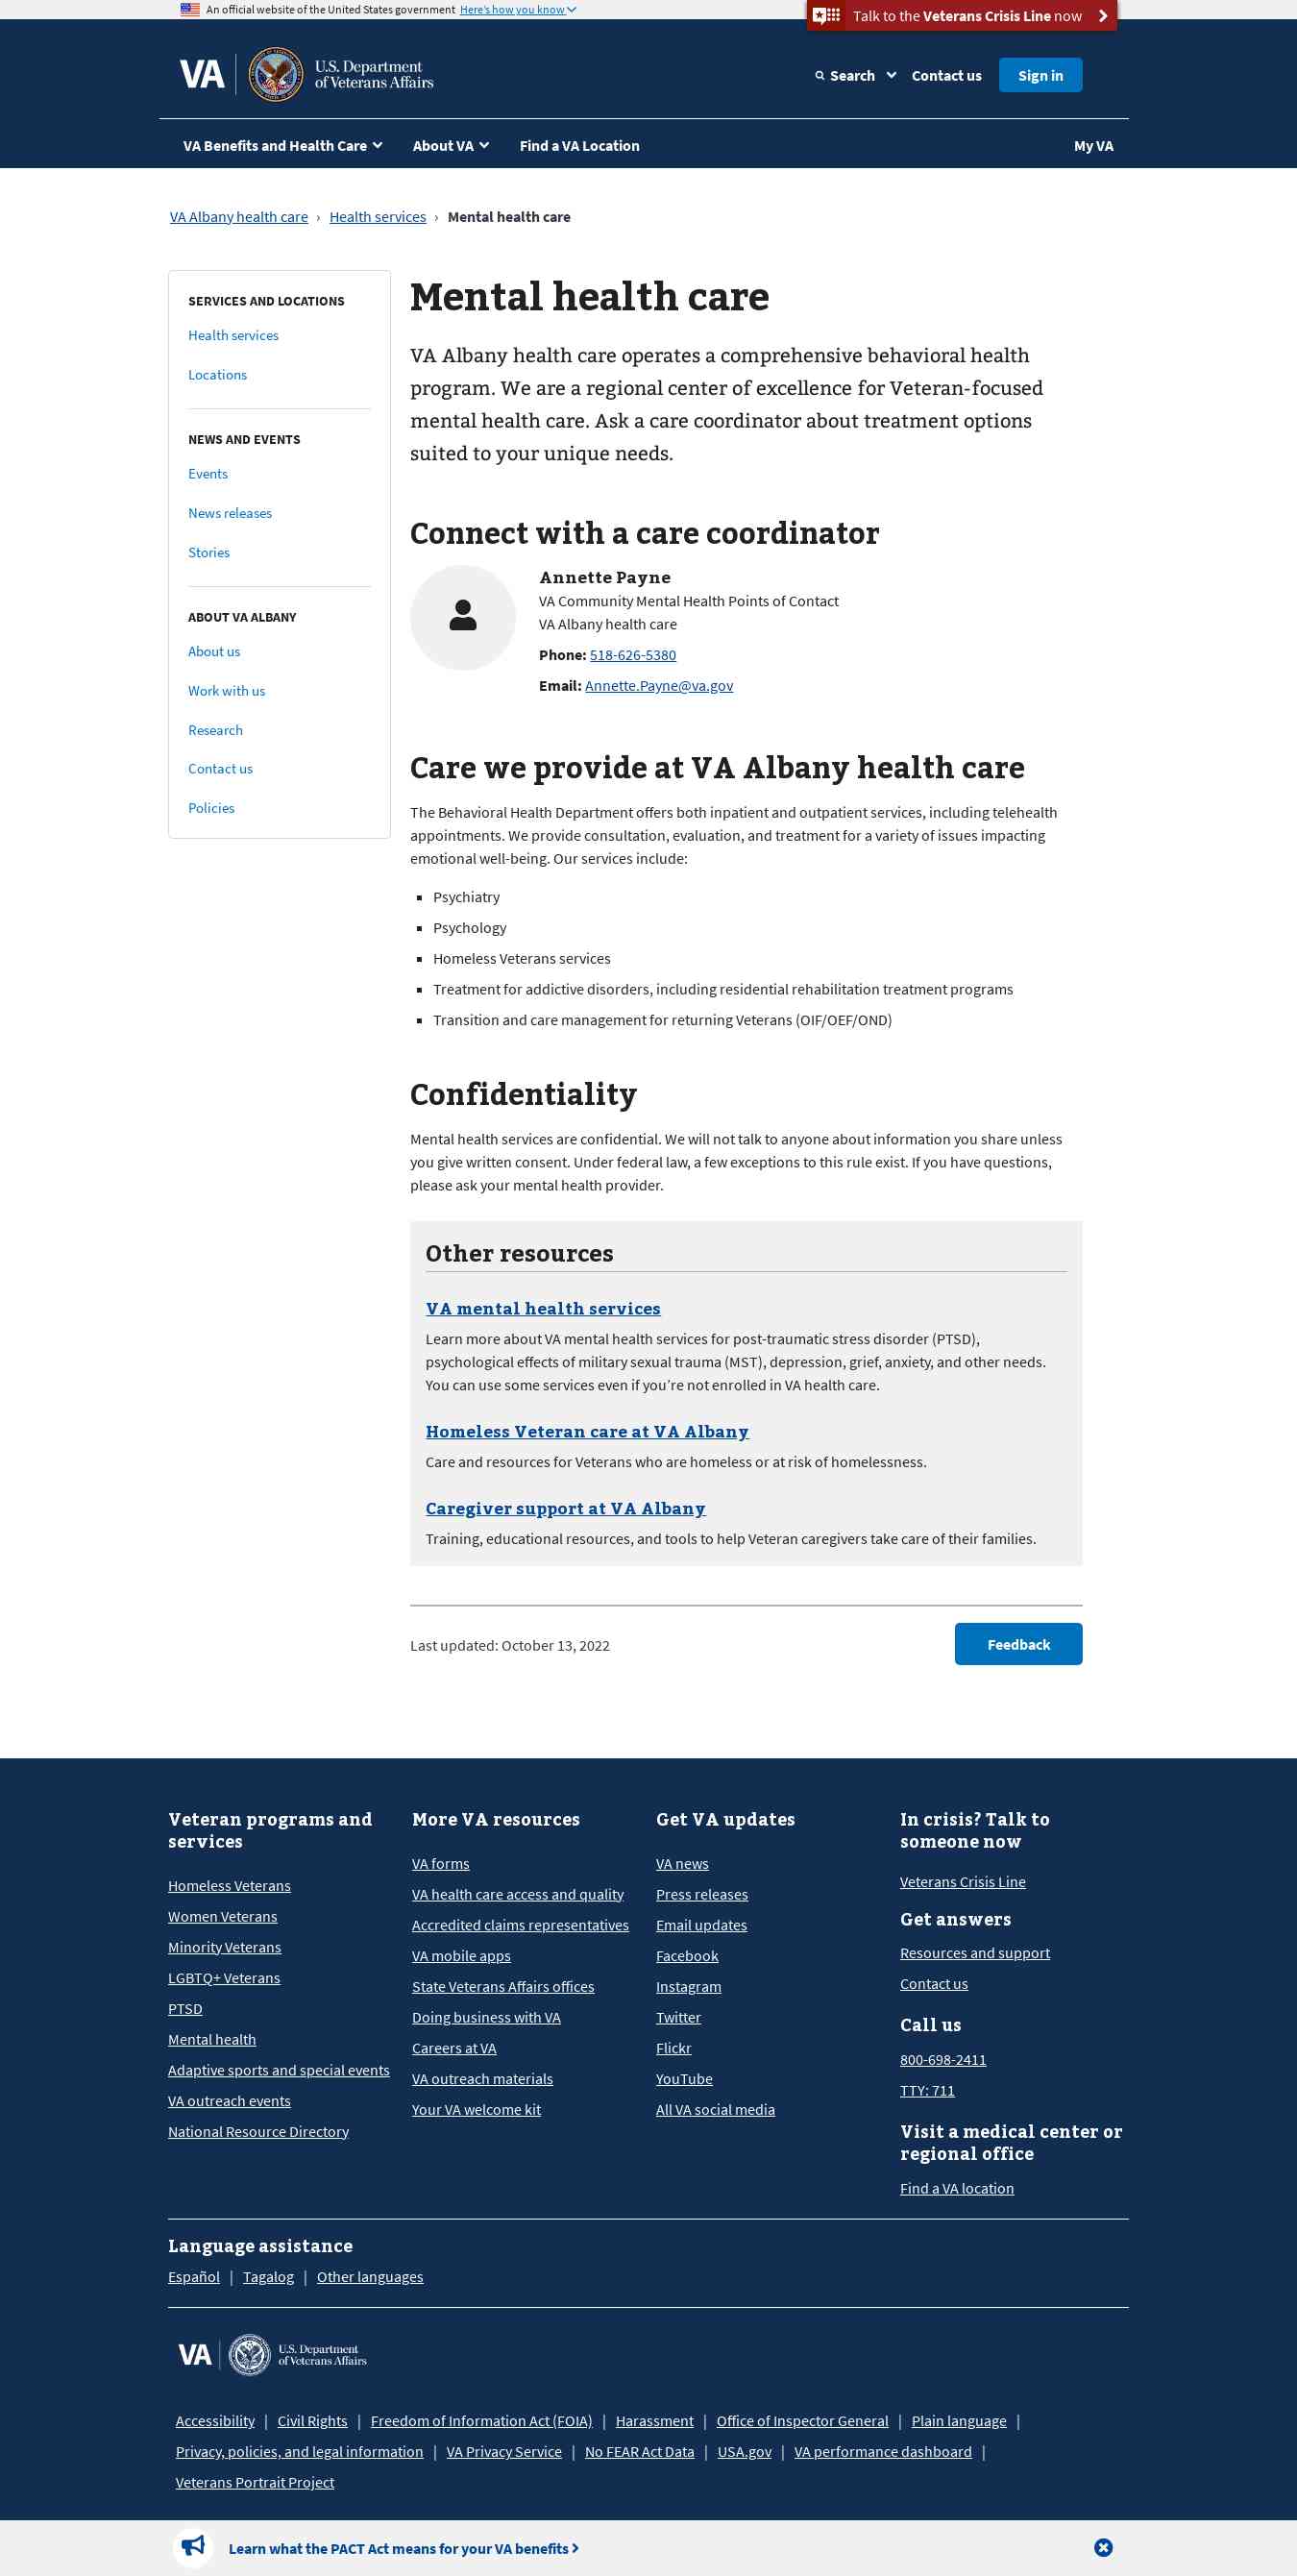 An official website of the United States government Here's how you know
Talk to the Veterans Crisis Line now
VA U.S. Department
of Veterans Affairs
Search Contact us Sign in
VA Benefits and Health Care About VA Find a VA Location My VA
VA Albany health care › Health services › Mental health care
SERVICES AND LOCATIONS
Health services
Locations
NEWS AND EVENTS
Events
News releases
Stories
ABOUT VA ALBANY
About us
Work with us
Research
Contact us
Policies
Mental health care
VA Albany health care operates a comprehensive behavioral health
program. We are a regional center of excellence for Veteran-focused
mental health care. Ask a care coordinator about treatment options
suited to your unique needs.
Connect with a care coordinator
Annette Payne
VA Community Mental Health Points of Contact
VA Albany health care
Phone: 518-626-5380
Email: Annette.Payne@va.gov
Care we provide at VA Albany health care
The Behavioral Health Department offers both inpatient and outpatient services, including telehealth
appointments. We provide consultation, evaluation, and treatment for a variety of issues impacting
emotional well-being. Our services include:
Psychiatry
Psychology
Homeless Veterans services
Treatment for addictive disorders, including residential rehabilitation treatment programs
Transition and care management for returning Veterans (OIF/OEF/OND)
Confidentiality
Mental health services are confidential. We will not talk to anyone about information you share unless
you give written consent. Under federal law, a few exceptions to this rule exist. If you have questions,
please ask your mental health provider.
Other resources
VA mental health services
Learn more about VA mental health services for post-traumatic stress disorder (PTSD),
psychological effects of military sexual trauma (MST), depression, grief, anxiety, and other needs.
You can use some services even if you're not enrolled in VA health care.
Homeless Veteran care at VA Albany
Care and resources for Veterans who are homeless or at risk of homelessness.
Caregiver support at VA Albany
Training, educational resources, and tools to help Veteran caregivers take care of their families.
Last updated: October 13, 2022
Feedback
Veteran programs and
services
Homeless Veterans
Women Veterans
Minority Veterans
LGBTQ+ Veterans
PTSD
Mental health
Adaptive sports and special events
VA outreach events
National Resource Directory
More VA resources
VA forms
VA health care access and quality
Accredited claims representatives
VA mobile apps
State Veterans Affairs offices
Doing business with VA
Careers at VA
VA outreach materials
Your VA welcome kit
Get VA updates
VA news
Press releases
Email updates
Facebook
Instagram
Twitter
Flickr
YouTube
All VA social media
In crisis? Talk to
someone now
Veterans Crisis Line
Get answers
Resources and support
Contact us
Call us
800-698-2411
TTY: 711
Visit a medical center or
regional office
Find a VA location
Language assistance
Español | Tagalog | Other languages
VA U.S. Department
of Veterans Affairs
Accessibility | Civil Rights | Freedom of Information Act (FOIA) | Harassment | Office of Inspector General | Plain language |
Privacy, policies, and legal information | VA Privacy Service | No FEAR Act Data | USA.gov | VA performance dashboard |
Veterans Portrait Project
Learn what the PACT Act means for your VA benefits